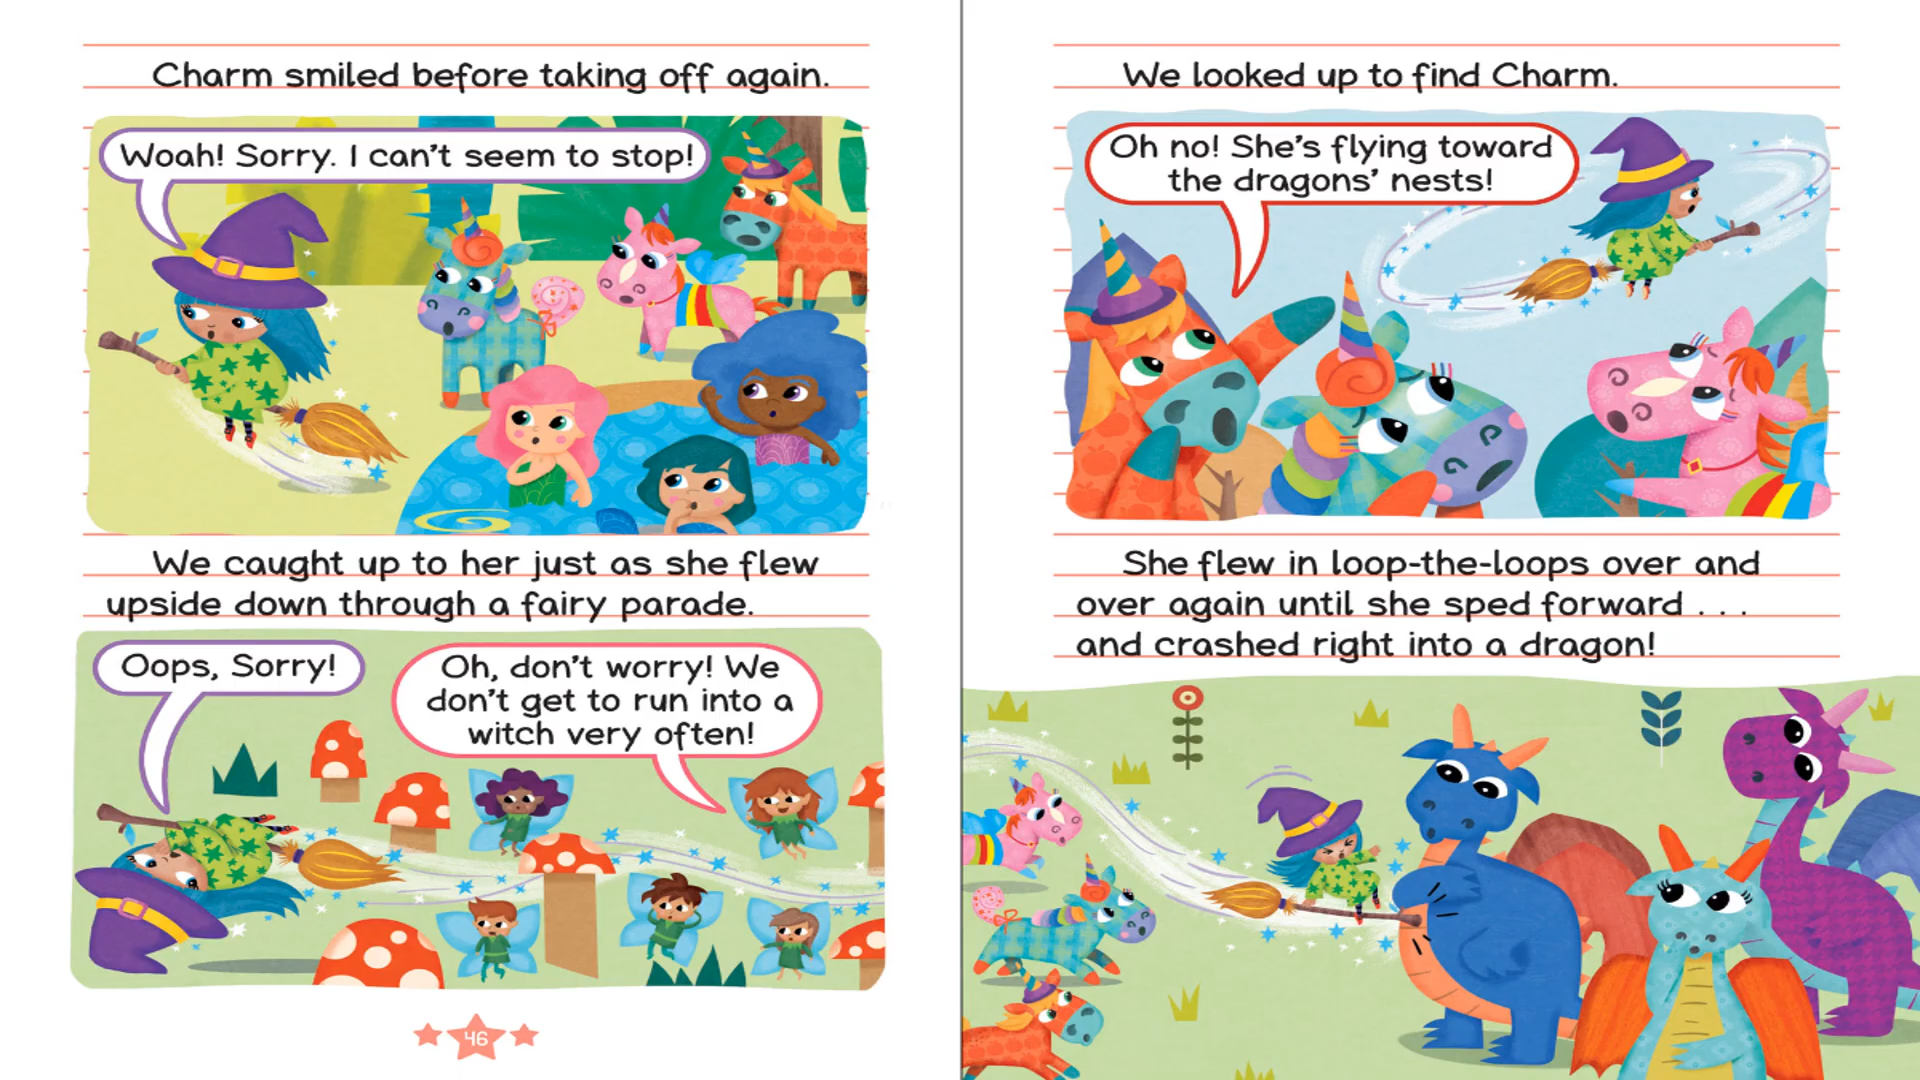 Charm smiled before taking off again.
Woah! Sorry. I can't seem to stop!
We caught up to her just as she flew
upside down through a fairy parade.
Oops, Sorry!
Oh, don't worry! We
don't get to run into a
witch very often!
46
We looked up to find Charm.
Oh no! She's flying toward
the dragons' nests!
She flew in loop-the-loops over and
over again until she sped forward . . .
and crashed right into a dragon!